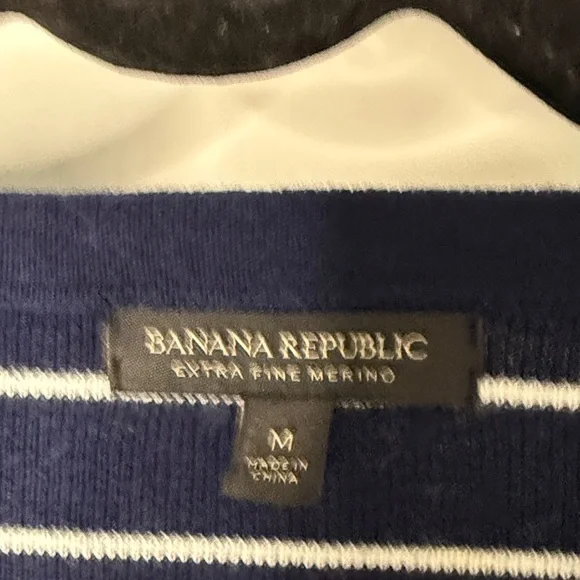 BANANA REPUBLIC
EXTRA FINE MERINO
M
MADE IN
CHINA